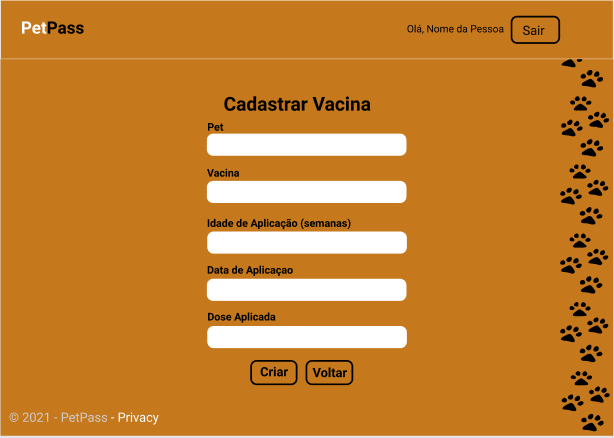 PetPass
Olá, Nome da Pessoa
Sair
Cadastrar Vacina
Pet
Vacina
Idade de Aplicação (semanas)
Data de Aplicaçao
Dose Aplicada
Criar
Voltar
© 2021 - PetPass - Privacy